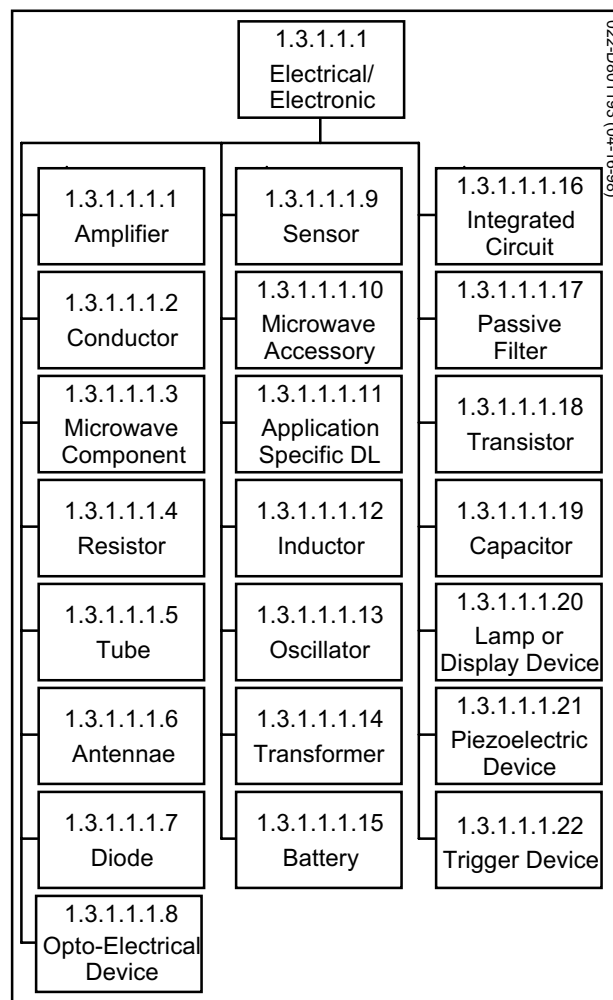 1.3.1.1.1
Electrical/
Electronic
1.3.1.1.1.1
Amplifier
1.3.1.1.1.2
Conductor
1.3.1.1.1.3
Microwave
Component
1.3.1.1.1.4
Resistor
1.3.1.1.1.5
Tube
1.3.1.1.1.6
Antennae
1.3.1.1.1.7
Diode
1.3.1.1.1.8
Opto-Electrical
Device
1.3.1.1.1.9
Sensor
1.3.1.1.1.10
Microwave
Accessory
1.3.1.1.1.11
Application
Specific DL
1.3.1.1.1.12
Inductor
1.3.1.1.1.13
Oscillator
1.3.1.1.1.14
Transformer
1.3.1.1.1.15
Battery
1.3.1.1.1.16
Integrated
Circuit
1.3.1.1.1.17
Passive
Filter
1.3.1.1.1.18
Transistor
1.3.1.1.1.19
Capacitor
1.3.1.1.1.20
Lamp or
Display Device
1.3.1.1.1.21
Piezoelectric
Device
1.3.1.1.1.22
Trigger Device